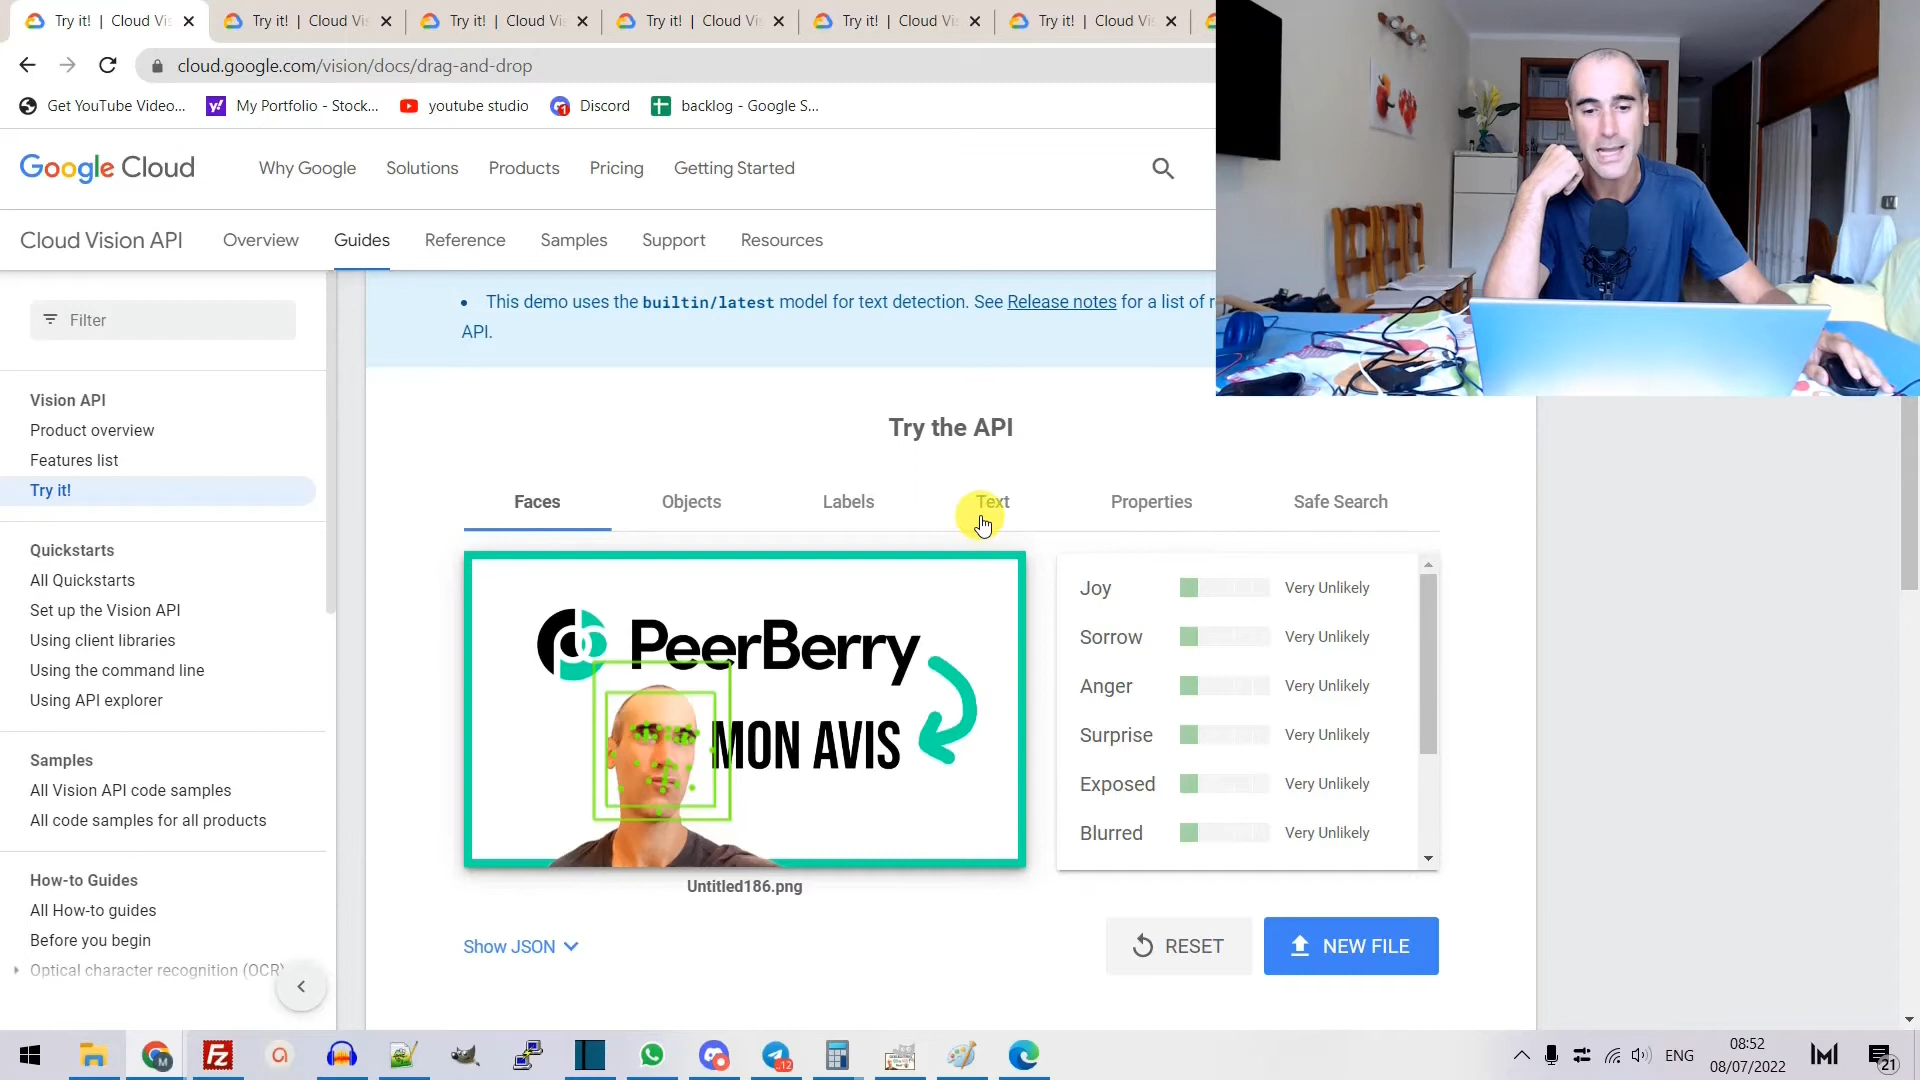 Try it! | Cloud Vis
Try it! | Cloud Vis
Try it! | Cloud Vis
Try it! | Cloud Vis
Try it! | Cloud Vis
Try it! | Cloud Vis
cloud.google.com/vision/docs/drag-and-drop
Get YouTube Video...
My Portfolio - Stock...
youtube studio
Discord
backlog - Google S...
Google Cloud
Why Google
Solutions
Products
Pricing
Getting Started
Cloud Vision API
Overview
Guides
Reference
Samples
Support
Resources
Filter
Vision API
Product overview
Features list
Try it!
Quickstarts
All Quickstarts
Set up the Vision API
Using client libraries
Using the command line
Using API explorer
Samples
All Vision API code samples
All code samples for all products
How-to Guides
All How-to guides
Before you begin
Optical character recognition (OCR)
• This demo uses the builtin/latest model for text detection. See Release notes for a list of r
API.
Try the API
Faces
Objects
Labels
Text
Properties
Safe Search
PeerBerry
MON AVIS
Untitled186.png
Joy Very Unlikely
Sorrow Very Unlikely
Anger Very Unlikely
Surprise Very Unlikely
Exposed Very Unlikely
Blurred Very Unlikely
Show JSON
RESET
NEW FILE
ENG
08:52
08/07/2022
21